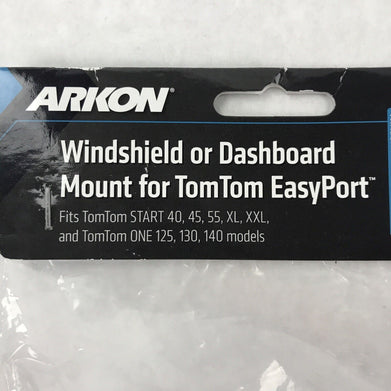 ARKON®
Windshield or Dashboard
Mount for TomTom EasyPort™
Fits TomTom START 40, 45, 55, XL, XXL,
and TomTom ONE 125, 130, 140 models